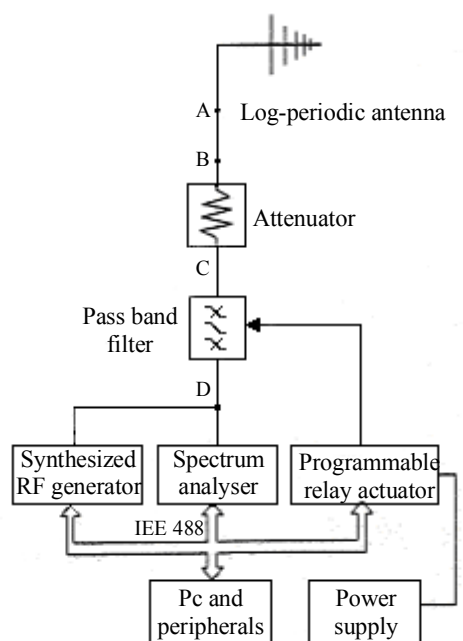 A
Log-periodic antenna
B
Attenuator
C
Pass band
filter
D
Synthesized
RF generator
Spectrum
analyser
Programmable
relay actuator
IEE 488
Pc and
peripherals
Power
supply